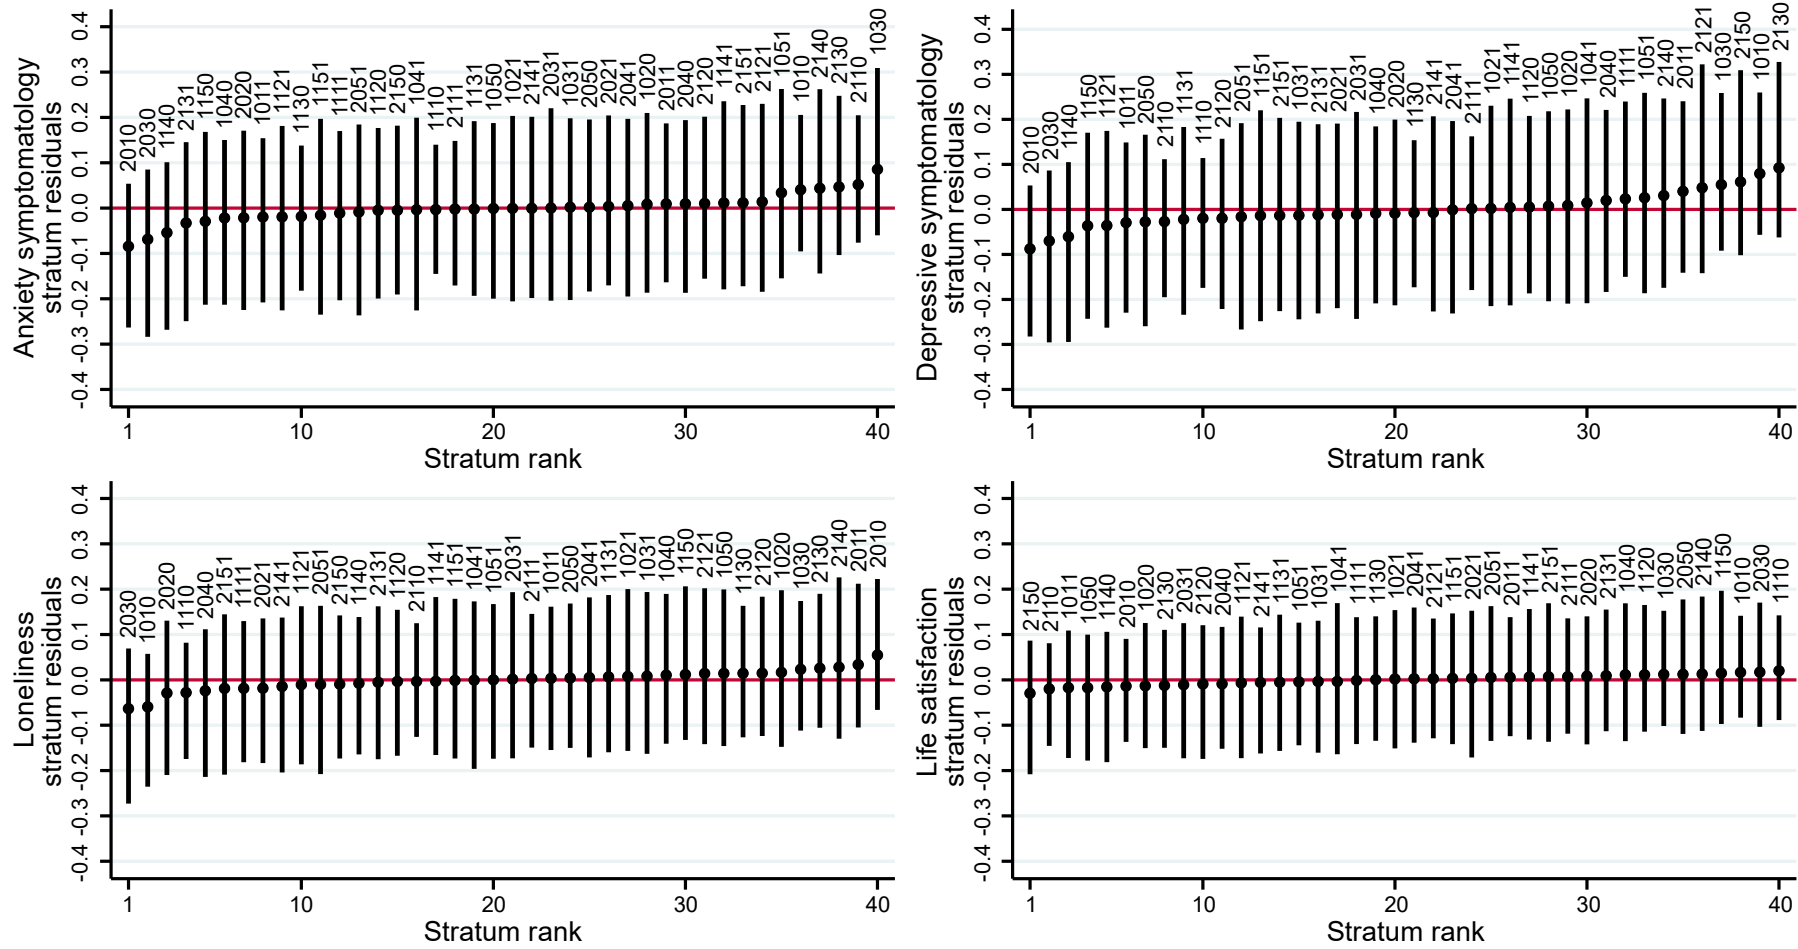 Anxiety symptomatology
stratum residuals
0.4
0.3
0.2
0.1
0.0
-0.1
-0.2
-0.3
-0.4
2010 2030 1140 2131 1150 1040 2020 1011 1121 1130 1151 1111 2051 1120 2150 1041 1110 2111 1131 1050 1021 2141 2031 1031 2050 2021 2041 1020 2011 2040 2120 1141 2151 2121 1051 1010 2140 2130 2110 1030
1 10 20 30 40
Stratum rank
Depressive symptomatology
stratum residuals
0.4
0.3
0.2
0.1
0.0
-0.1
-0.2
-0.3
-0.4
2010 2030 1140 1150 1121 1011 2050 2110 1131 1110 2120 2051 1151 2151 1031 2131 2021 2031 1040 2020 1130 2141 2041 2111 1021 1141 1120 1050 1020 1041 2040 1111 1051 2140 2011 2121 1030 2150 1010 2130
1 10 20 30 40
Stratum rank
Loneliness
stratum residuals
0.4
0.3
0.2
0.1
0.0
-0.1
-0.2
-0.3
-0.4
2030 1010 2020 1110 2040 2151 1111 2021 2141 1121 2051 2150 1140 2131 1120 2110 1141 1151 1041 1051 2031 2111 1011 2050 2041 1131 1021 1031 1040 1150 2121 1050 1130 2120 1020 1030 2130 2140 2011 2010
1 10 20 30 40
Stratum rank
Life satisfaction
stratum residuals
0.4
0.3
0.2
0.1
0.0
-0.1
-0.2
-0.3
-0.4
2150 2110 1011 1050 1140 2010 1020 2130 2031 2120 2040 1121 2141 1131 1051 1031 1041 1111 1130 1021 2041 2121 1151 2021 2051 2011 1141 2151 2111 2020 2131 1040 1120 1030 2050 2140 1150 1010 2030 1110
1 10 20 30 40
Stratum rank